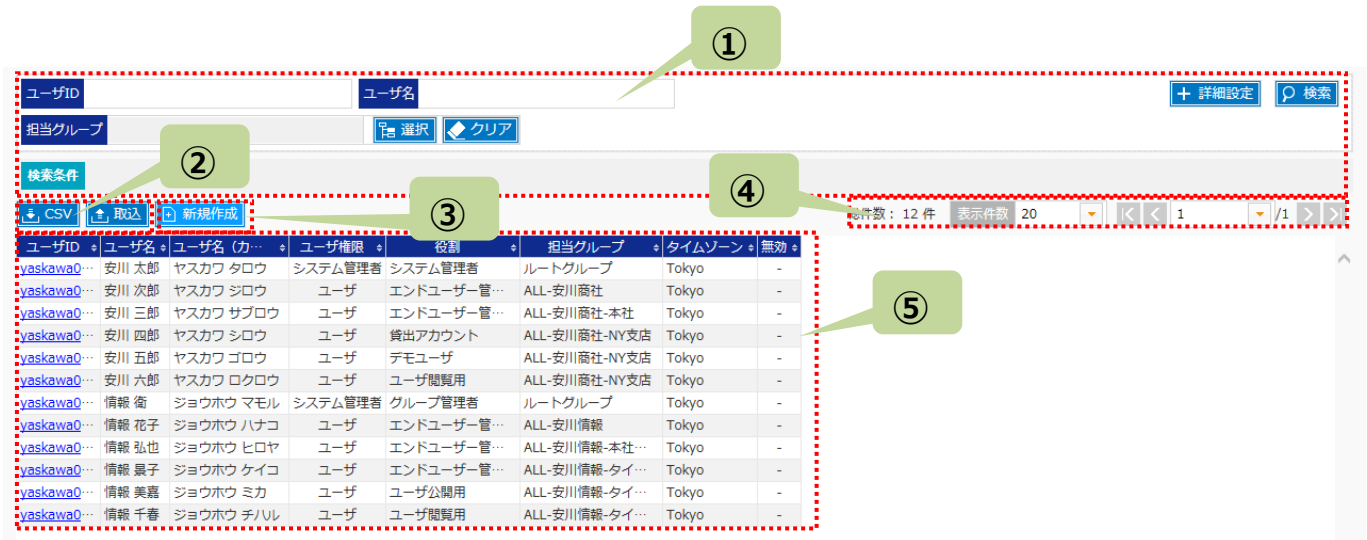 ①
ユーザID ユーザ名 + 詳細設定 検索
担当グループ 選択 クリア
②
検索条件
③
④
CSV 取込 新規作成 件数： 12 件 表示件数 20 1 /1
ユーザID ユーザ名 ユーザ名（カ… ユーザ権限 役割 担当グループ タイムゾーン 無効
yaskawa0… 安川 太郎 ヤスカワ タロウ システム管理者 システム管理者 ルートグループ Tokyo -
yaskawa0… 安川 次郎 ヤスカワ ジロウ ユーザ エンドユーザー管… ALL-安川商社 Tokyo -
yaskawa0… 安川 三郎 ヤスカワ サブロウ ユーザ エンドユーザー管… ALL-安川商社-本社 Tokyo -
⑤
yaskawa0… 安川 四郎 ヤスカワ シロウ ユーザ 貸出アカウント ALL-安川商社-NY支店 Tokyo -
yaskawa0… 安川 五郎 ヤスカワ ゴロウ ユーザ デモユーザ ALL-安川商社-NY支店 Tokyo -
yaskawa0… 安川 六郎 ヤスカワ ロクロウ ユーザ ユーザ閲覧用 ALL-安川商社-NY支店 Tokyo -
yaskawa0… 情報 衛 ジョウホウ マモル システム管理者 グループ管理者 ルートグループ Tokyo -
yaskawa0… 情報 花子 ジョウホウ ハナコ ユーザ エンドユーザー管… ALL-安川情報 Tokyo -
yaskawa0… 情報 弘也 ジョウホウ ヒロヤ ユーザ エンドユーザー管… ALL-安川情報-本社… Tokyo -
yaskawa0… 情報 景子 ジョウホウ ケイコ ユーザ エンドユーザー管… ALL-安川情報-タイ… Tokyo -
yaskawa0… 情報 美嘉 ジョウホウ ミカ ユーザ ユーザ公開用 ALL-安川情報-タイ… Tokyo -
yaskawa0… 情報 千春 ジョウホウ チハル ユーザ ユーザ閲覧用 ALL-安川情報-タイ… Tokyo -